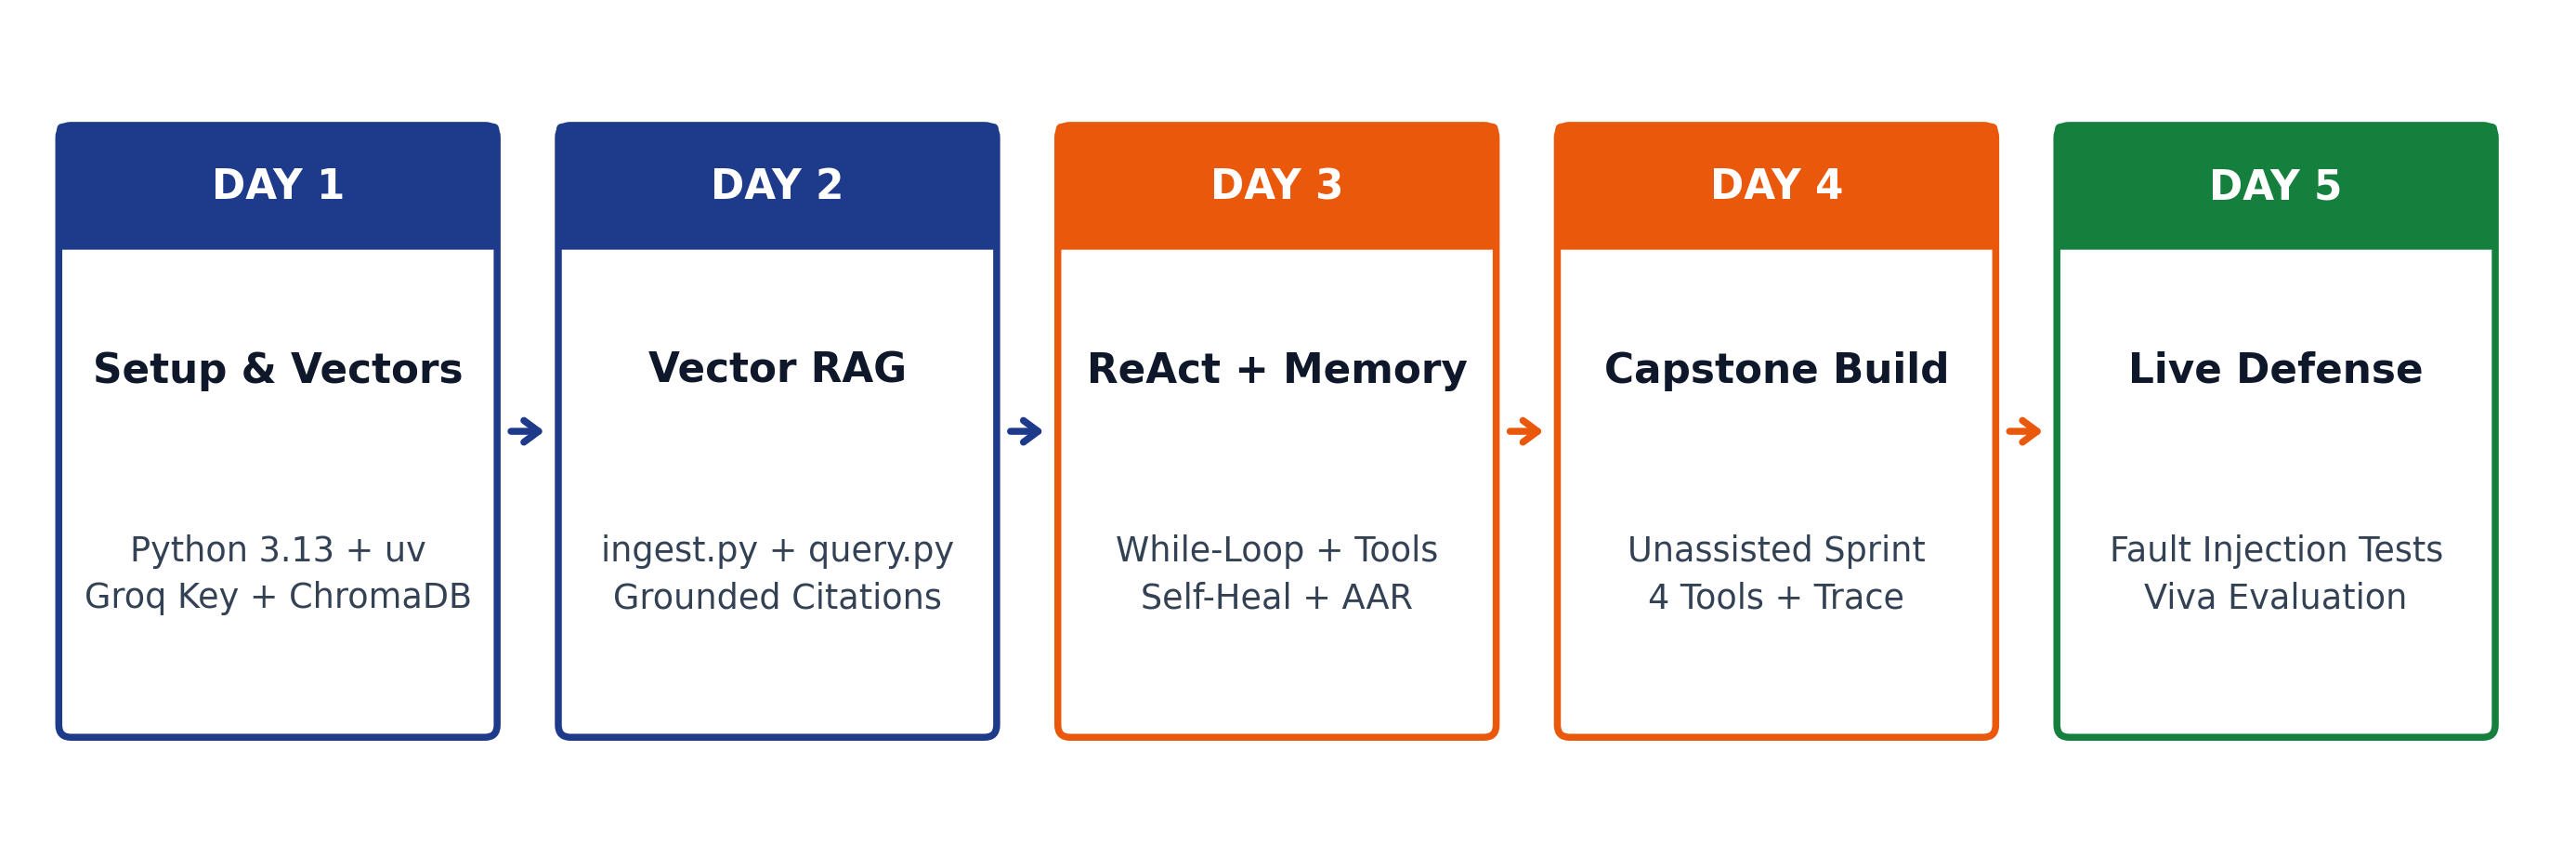 DAY 1
Setup & Vectors
Python 3.13 + uv
Groq Key + ChromaDB
DAY 2
Vector RAG
ingest.py + query.py
Grounded Citations
DAY 3
ReAct + Memory
While-Loop + Tools
Self-Heal + AAR
DAY 4
Capstone Build
Unassisted Sprint
4 Tools + Trace
DAY 5
Live Defense
Fault Injection Tests
Viva Evaluation